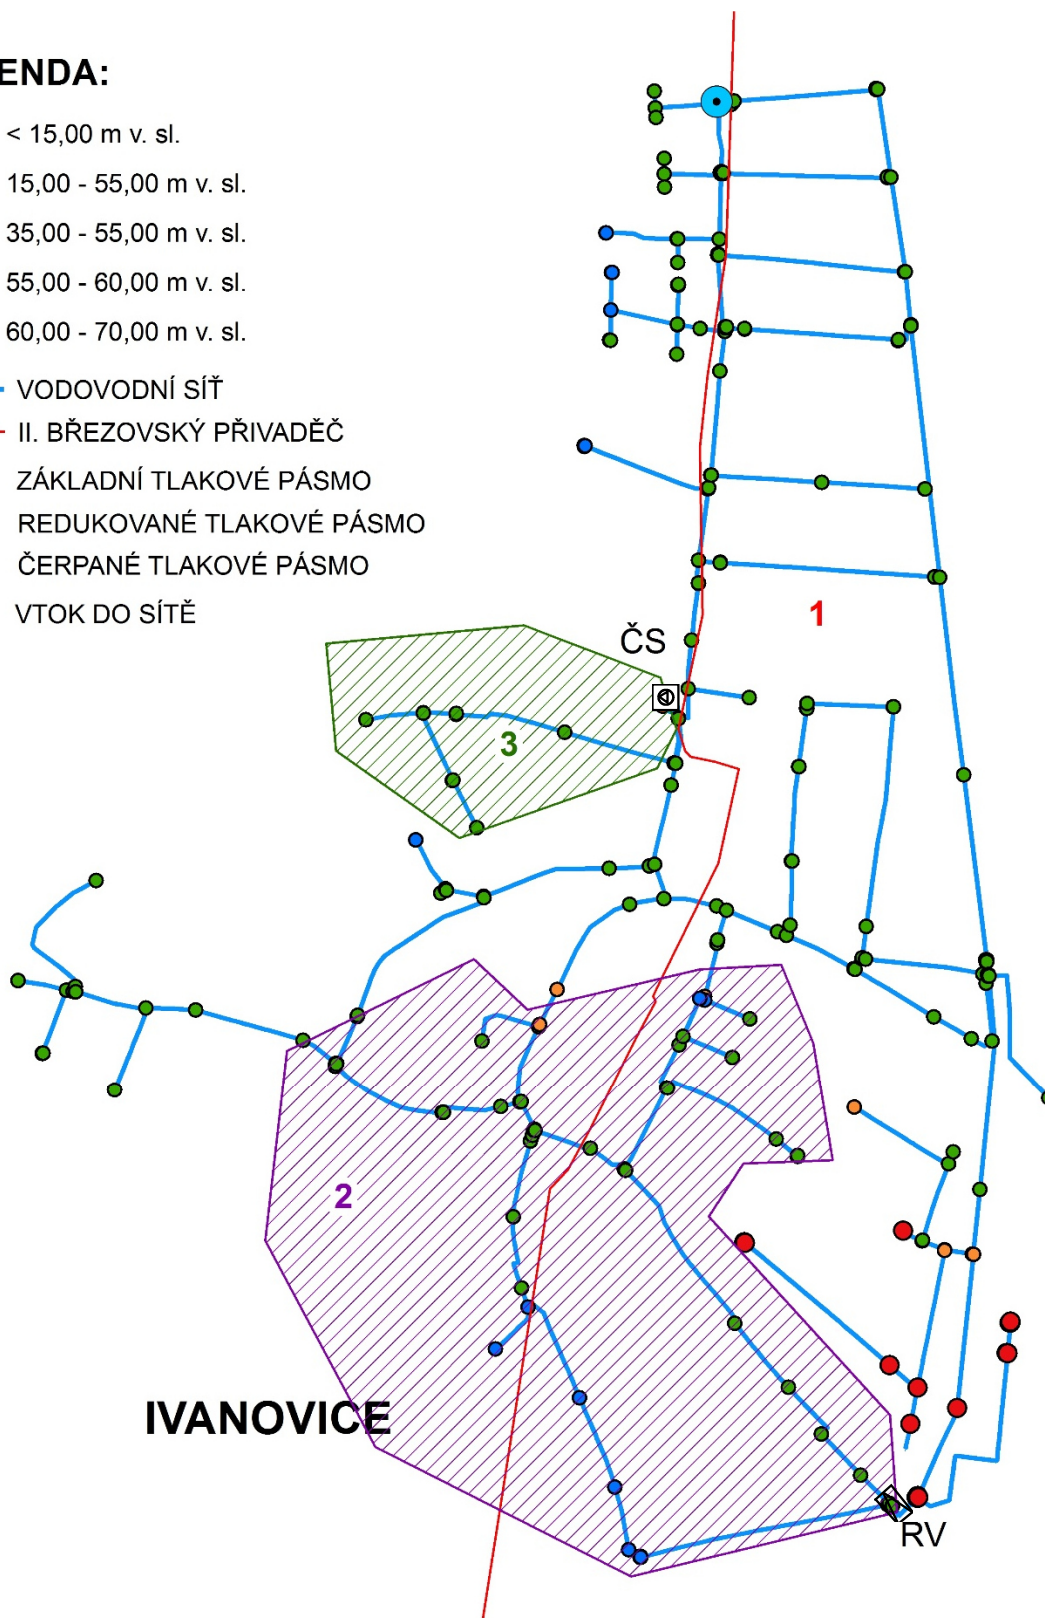 ENDA:
< 15,00 m v. sl.
15,00 - 55,00 m v. sl.
35,00 - 55,00 m v. sl.
55,00 - 60,00 m v. sl.
60,00 - 70,00 m v. sl.
VODOVODNÍ SÍŤ
II. BŘEZOVSKÝ PŘIVADĚČ
ZÁKLADNÍ TLAKOVÉ PÁSMO
REDUKOVANÉ TLAKOVÉ PÁSMO
ČERPANÉ TLAKOVÉ PÁSMO
VTOK DO SÍTĚ
1
ČS
3
2
IVANOVICE
RV